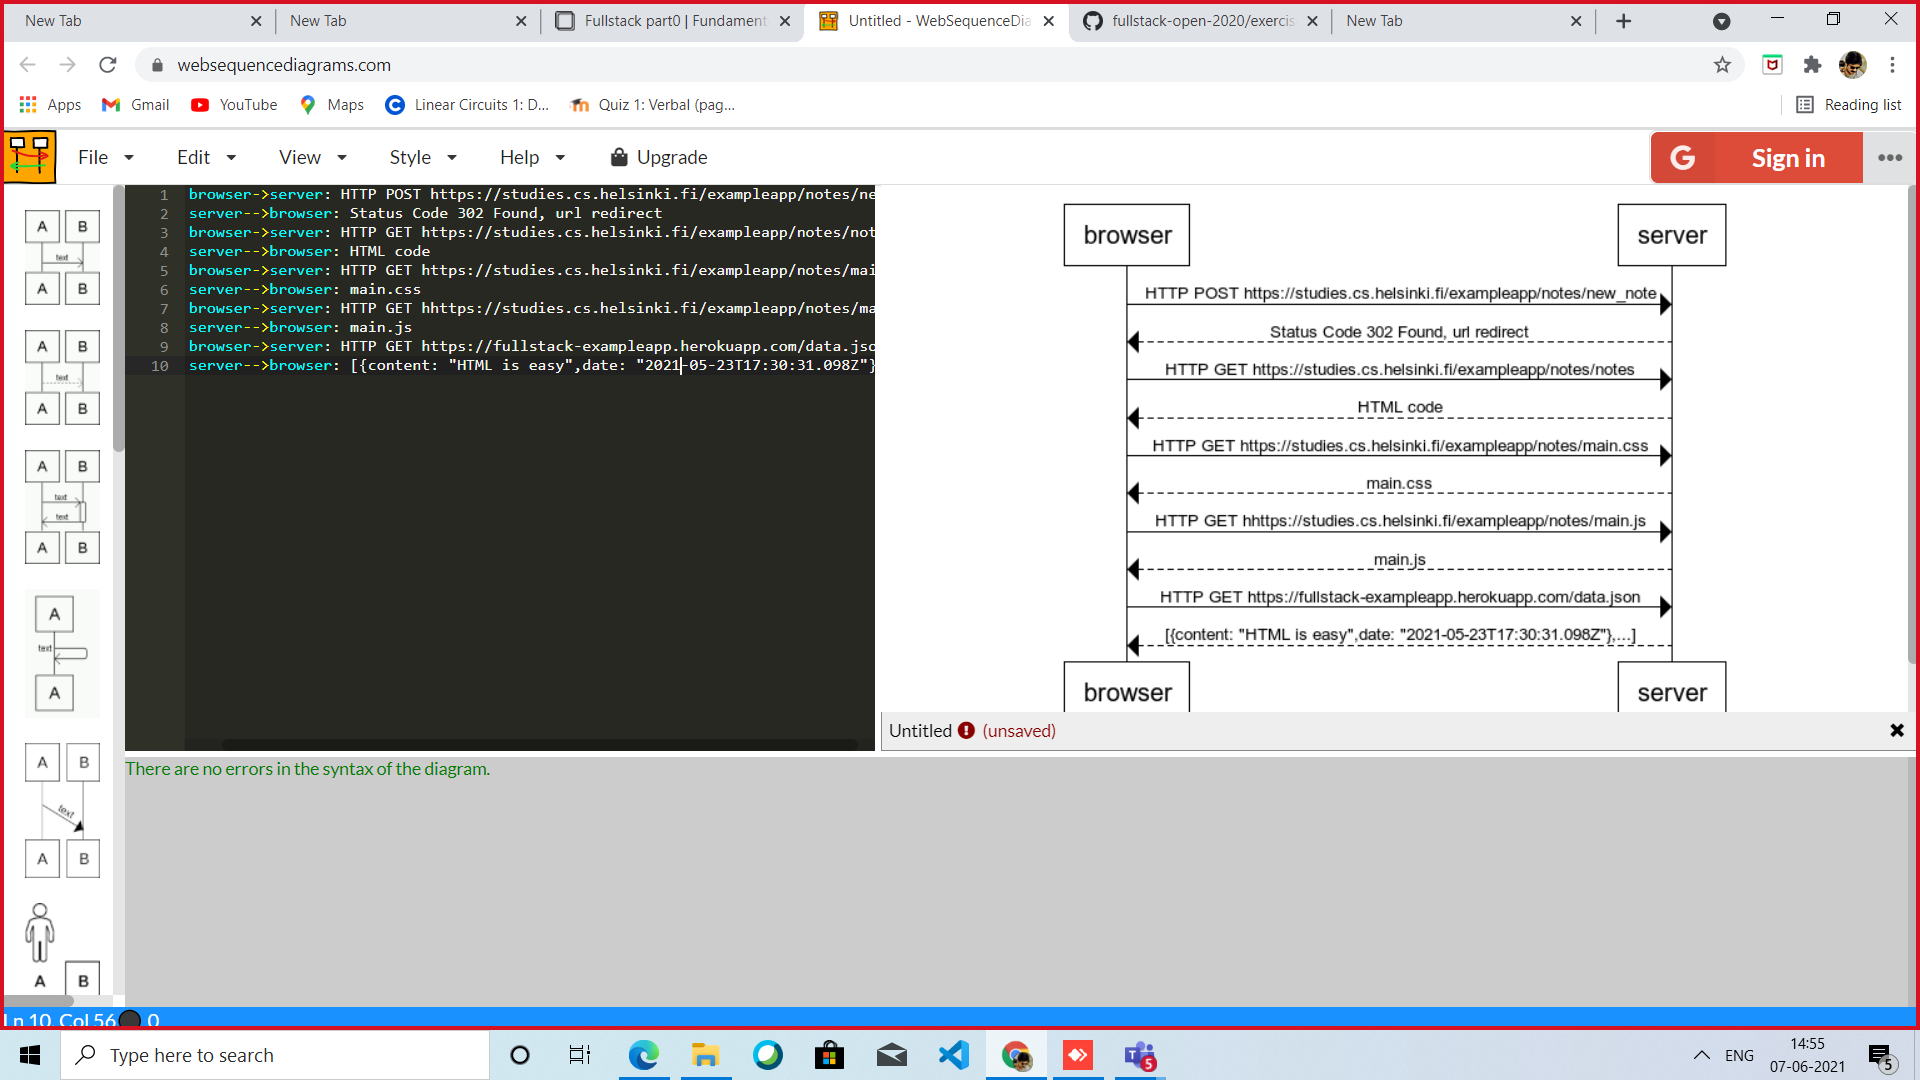 New Tab
New Tab
Fullstack part0 | Fundament
Untitled - WebSequenceDia
fullstack-open-2020/exercis
New Tab
websequencediagrams.com
Apps
Gmail
YouTube
Maps
Linear Circuits 1: D...
Quiz 1: Verbal (pag...
Reading list
File
Edit
View
Style
Help
Upgrade
G
Sign in
1 browser->server: HTTP POST https://studies.cs.helsinki.fi/exampleapp/notes/ne
2 server-->browser: Status Code 302 Found, url redirect
3 browser->server: HTTP GET https://studies.cs.helsinki.fi/exampleapp/notes/not
4 server-->browser: HTML code
5 browser->server: HTTP GET https://studies.cs.helsinki.fi/exampleapp/notes/mai
6 server-->browser: main.css
7 browser->server: HTTP GET hhttps://studies.cs.helsinki.fi/exampleapp/notes/ma
8 server-->browser: main.js
9 browser->server: HTTP GET https://fullstack-exampleapp.herokuapp.com/data.jso
10 server-->browser: [{content: "HTML is easy",date: "2021-05-23T17:30:31.098Z"}
A B
text
A B
A B
text
A B
A B
text
text
A B
A
text
A
A B
text
A B
A B
browser server
HTTP POST https://studies.cs.helsinki.fi/exampleapp/notes/new_note
Status Code 302 Found, url redirect
HTTP GET https://studies.cs.helsinki.fi/exampleapp/notes/notes
HTML code
HTTP GET https://studies.cs.helsinki.fi/exampleapp/notes/main.css
main.css
HTTP GET hhttps://studies.cs.helsinki.fi/exampleapp/notes/main.js
main.js
HTTP GET https://fullstack-exampleapp.herokuapp.com/data.json
[{content: "HTML is easy",date: "2021-05-23T17:30:31.098Z"},...]
browser server
Untitled ! (unsaved)
There are no errors in the syntax of the diagram.
Ln 10, Col 56 0
Type here to search
5
ENG
14:55
07-06-2021
5